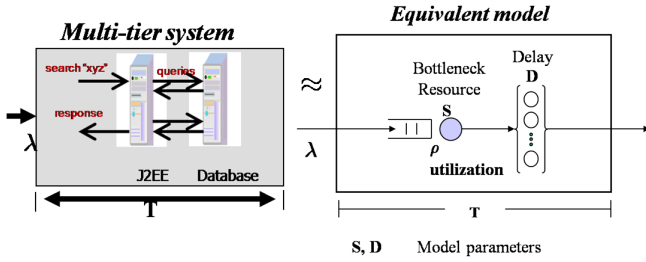 Multi-tier system
search "xyz"
queries
response
λ
J2EE Database
T
≈
Equivalent model
Bottleneck
Resource
S
Delay
D
λ
ρ
utilization
T
S, D Model parameters